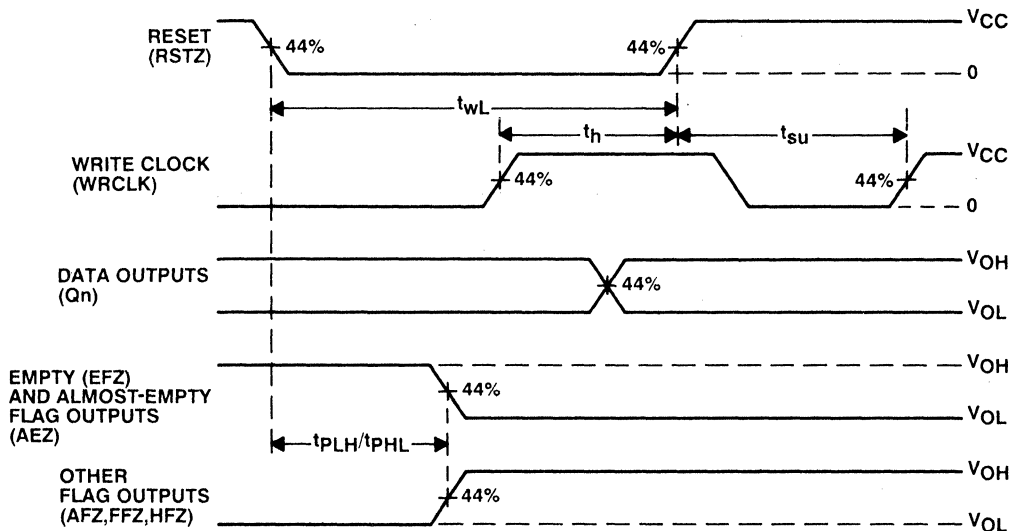 RESET
(RSTZ)
44%
44%
VCC
0
twL
th
tsu
WRITE CLOCK
(WRCLK)
44%
44%
VCC
0
DATA OUTPUTS
(Qn)
44%
VOH
VOL
EMPTY (EFZ)
AND ALMOST-EMPTY
FLAG OUTPUTS
(AEZ)
44%
VOH
VOL
tPLH/tPHL
OTHER
FLAG OUTPUTS
(AFZ,FFZ,HFZ)
44%
VOH
VOL